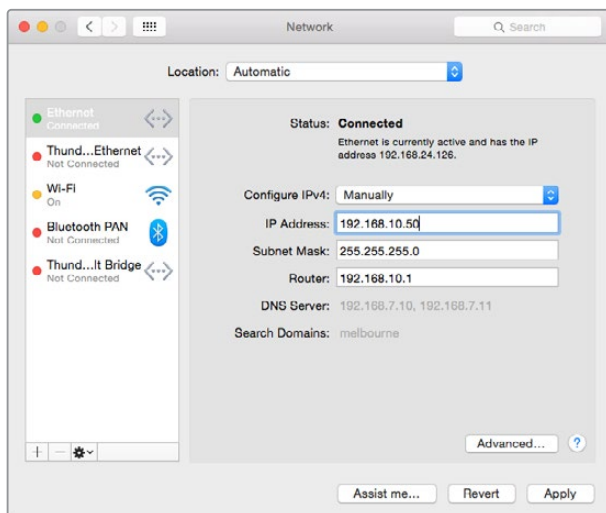 Network
Search
Location: Automatic
Ethernet
Connected
Thund...Ethernet
Not Connected
Wi-Fi
On
Bluetooth PAN
Not Connected
Thund...lt Bridge
Not Connected
Status: Connected
Ethernet is currently active and has the IP
address 192.168.24.126.
Configure IPv4: Manually
IP Address: 192.168.10.50
Subnet Mask: 255.255.255.0
Router: 192.168.10.1
DNS Server: 192.168.7.10, 192.168.7.11
Search Domains: melbourne
Advanced... ?
Assist me... Revert Apply